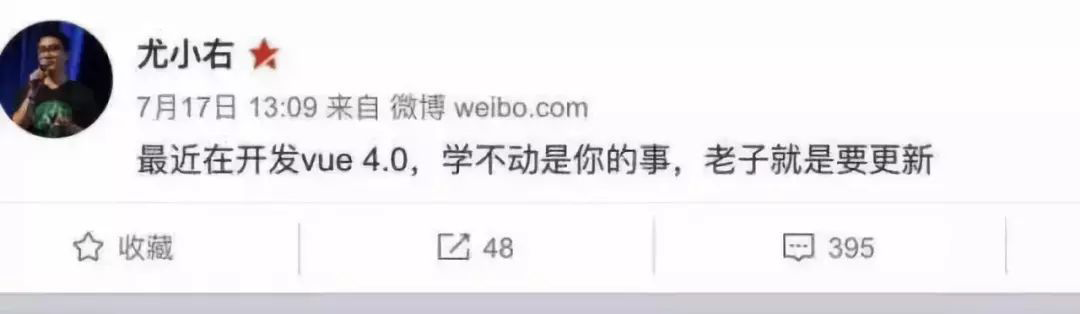 尤小右
7月17日 13:09 来自 微博 weibo.com
最近在开发vue 4.0，学不动是你的事，老子就是要更新
收藏
48
395